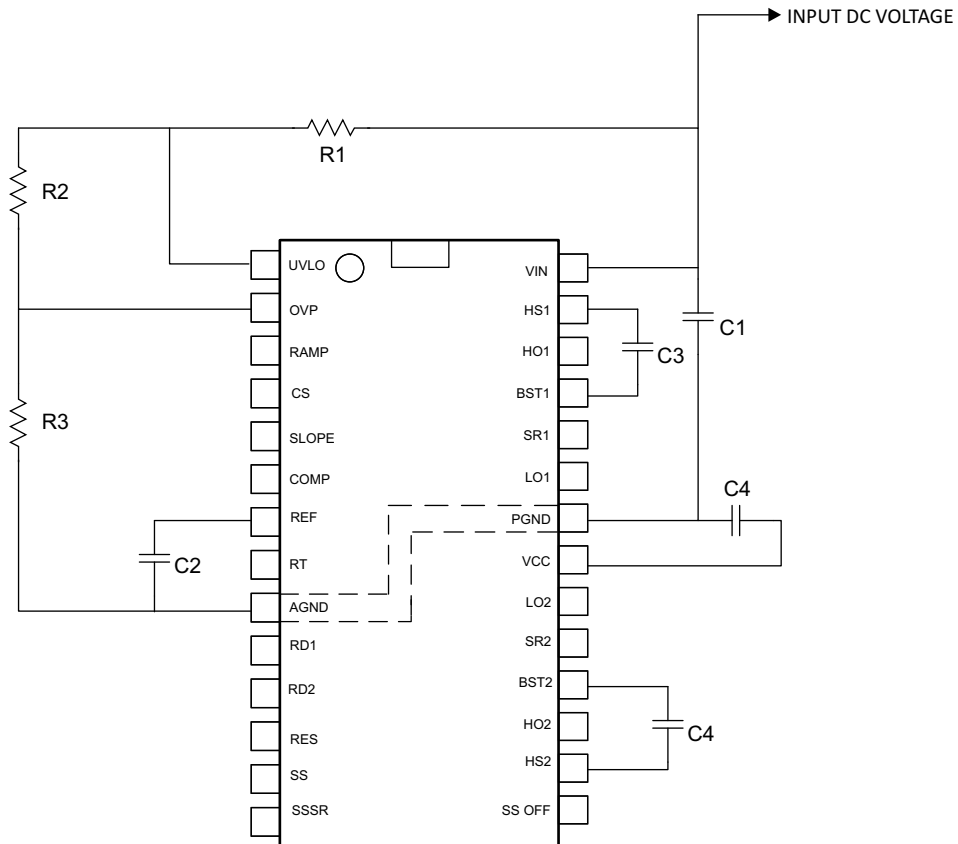 INPUT DC VOLTAGE
R1
R2
UVLO
VIN
OVP
HS1
C1
RAMP
HO1
C3
CS
BST1
R3
SLOPE
SR1
COMP
LO1
C4
REF
PGND
C2
RT
VCC
AGND
LO2
RD1
SR2
RD2
BST2
RES
HO2
C4
SS
HS2
SSSR
SS OFF